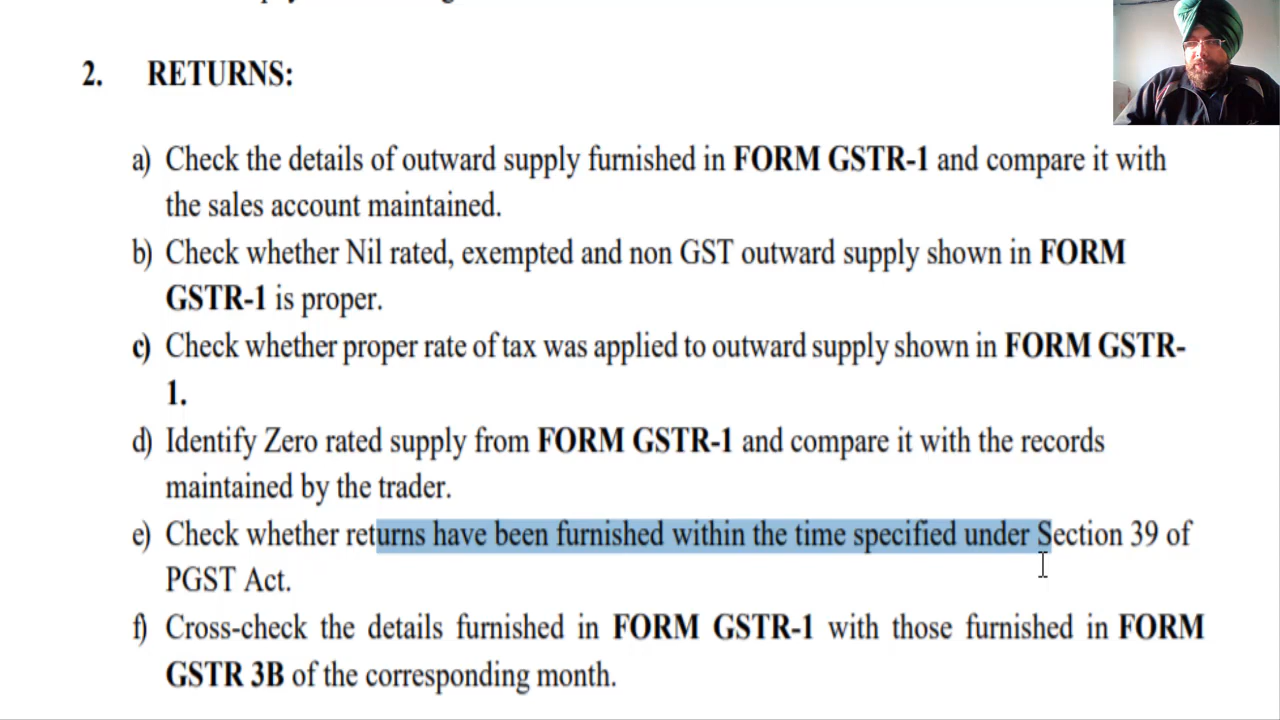 2. RETURNS:
a) Check the details of outward supply furnished in FORM GSTR-1 and compare it with
the sales account maintained.
b) Check whether Nil rated, exempted and non GST outward supply shown in FORM
GSTR-1 is proper.
c) Check whether proper rate of tax was applied to outward supply shown in FORM GSTR-
1.
d) Identify Zero rated supply from FORM GSTR-1 and compare it with the records
maintained by the trader.
e) Check whether returns have been furnished within the time specified under Section 39 of
PGST Act.
f) Cross-check the details furnished in FORM GSTR-1 with those furnished in FORM
GSTR 3B of the corresponding month.